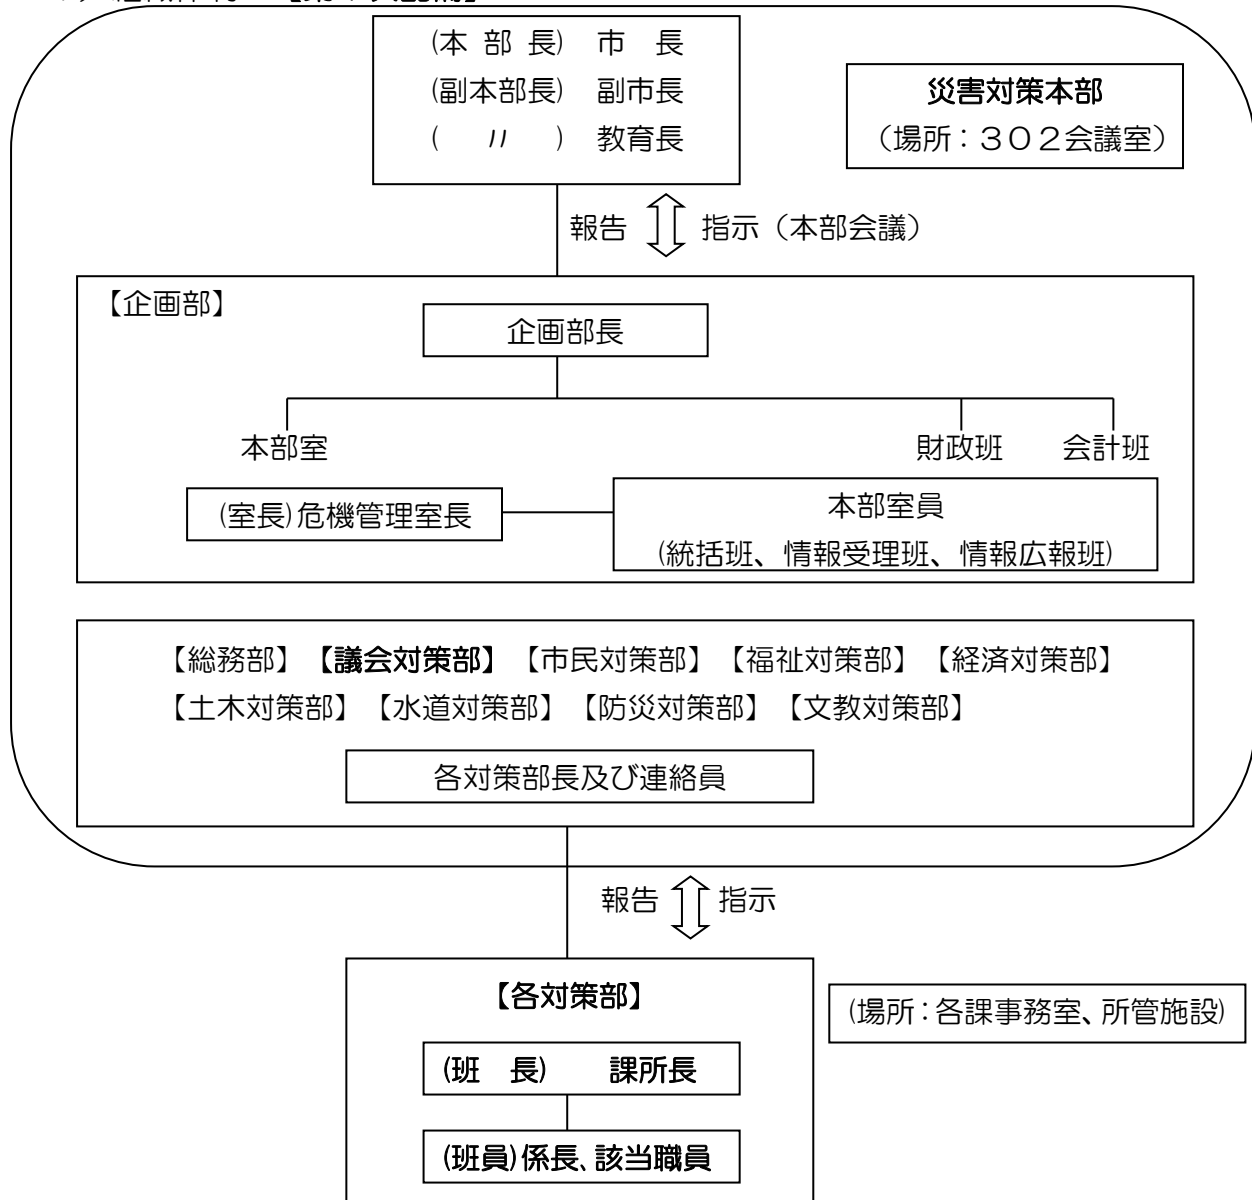 (本 部 長) 市 長
(副本部長) 副市長
( 〃 ) 教育長
災害対策本部
（場所：３０２会議室）
報告 指示（本部会議）
【企画部】
企画部長
本部室 財政班 会計班
(室長)危機管理室長
本部室員
(統括班、情報受理班、情報広報班)
【総務部】【議会対策部】【市民対策部】【福祉対策部】【経済対策部】
【土木対策部】【水道対策部】【防災対策部】【文教対策部】
各対策部長及び連絡員
報告 指示
【各対策部】
(場所：各課事務室、所管施設)
(班 長) 課所長
(班員)係長、該当職員